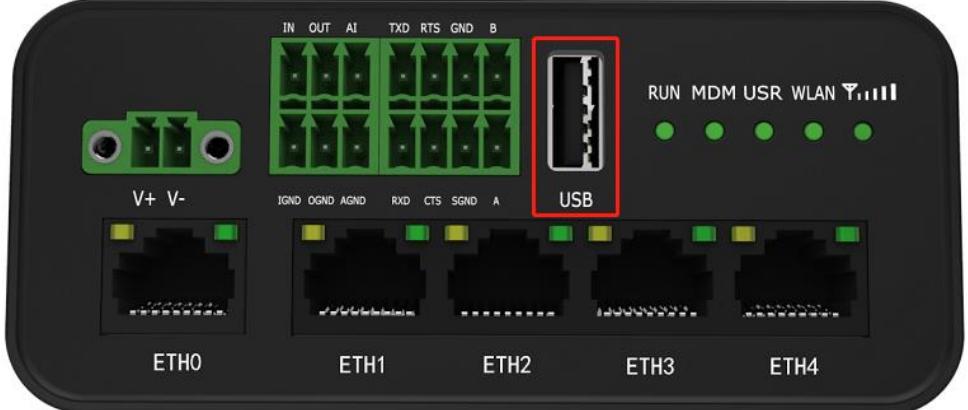 IN OUT AI TXD RTS GND B
RUN MDM USR WLAN
V+ V-
IGND OGND AGND RXD CTS SGND A
USB
ETH0 ETH1 ETH2 ETH3 ETH4